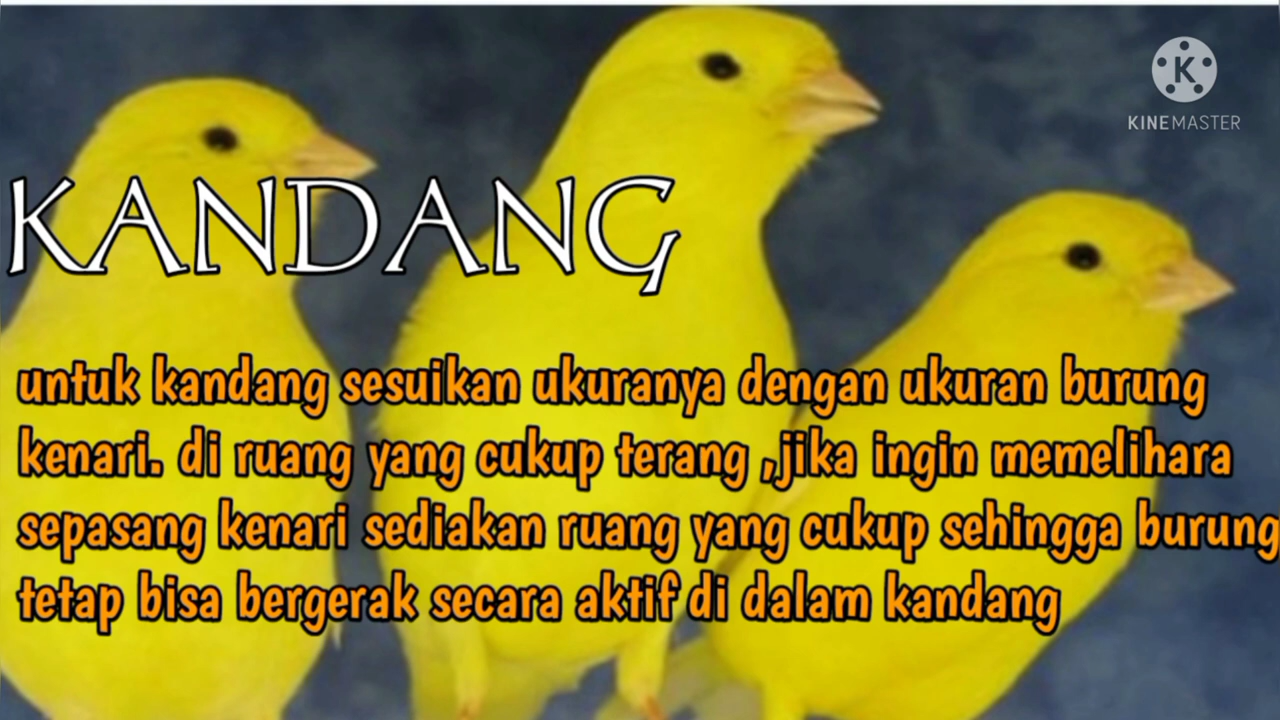 KINEMASTER
KANDANG
untuk kandang sesuikan ukuranya dengan ukuran burung
kenari. di ruang yang cukup terang ,jika ingin memelihara
sepasang kenari sediakan ruang yang cukup sehingga burung
tetap bisa bergerak secara aktif di dalam kandang